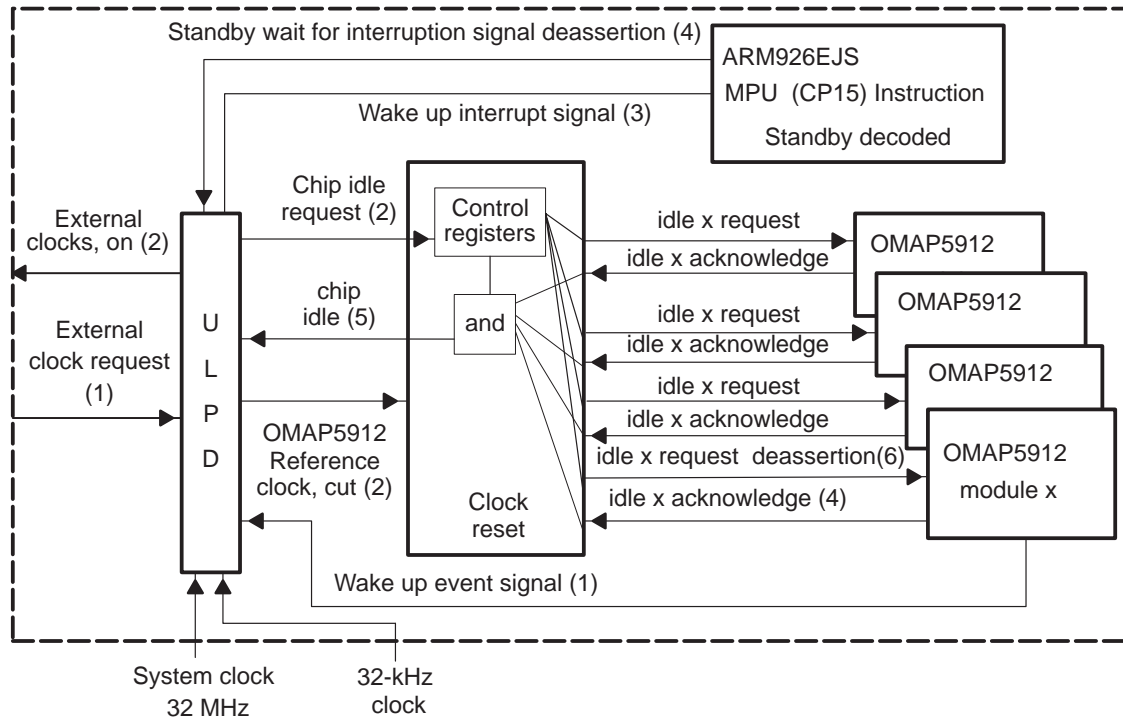 Standby wait for interruption signal deassertion (4)
ARM926EJS
MPU (CP15) Instruction
Standby decoded
Wake up interrupt signal (3)
External
clocks, on (2)
Chip idle
request (2)
Control
registers
idle x request
idle x acknowledge
OMAP5912
OMAP5912
U
L
P
D
chip
idle (5)
and
idle x request
idle x acknowledge
External
clock request
(1)
idle x request
idle x acknowledge
OMAP5912
OMAP5912
Reference
clock, cut (2)
idle x request deassertion(6)
OMAP5912
module x
Clock
reset
idle x acknowledge (4)
Wake up event signal (1)
System clock
32 MHz
32-kHz
clock